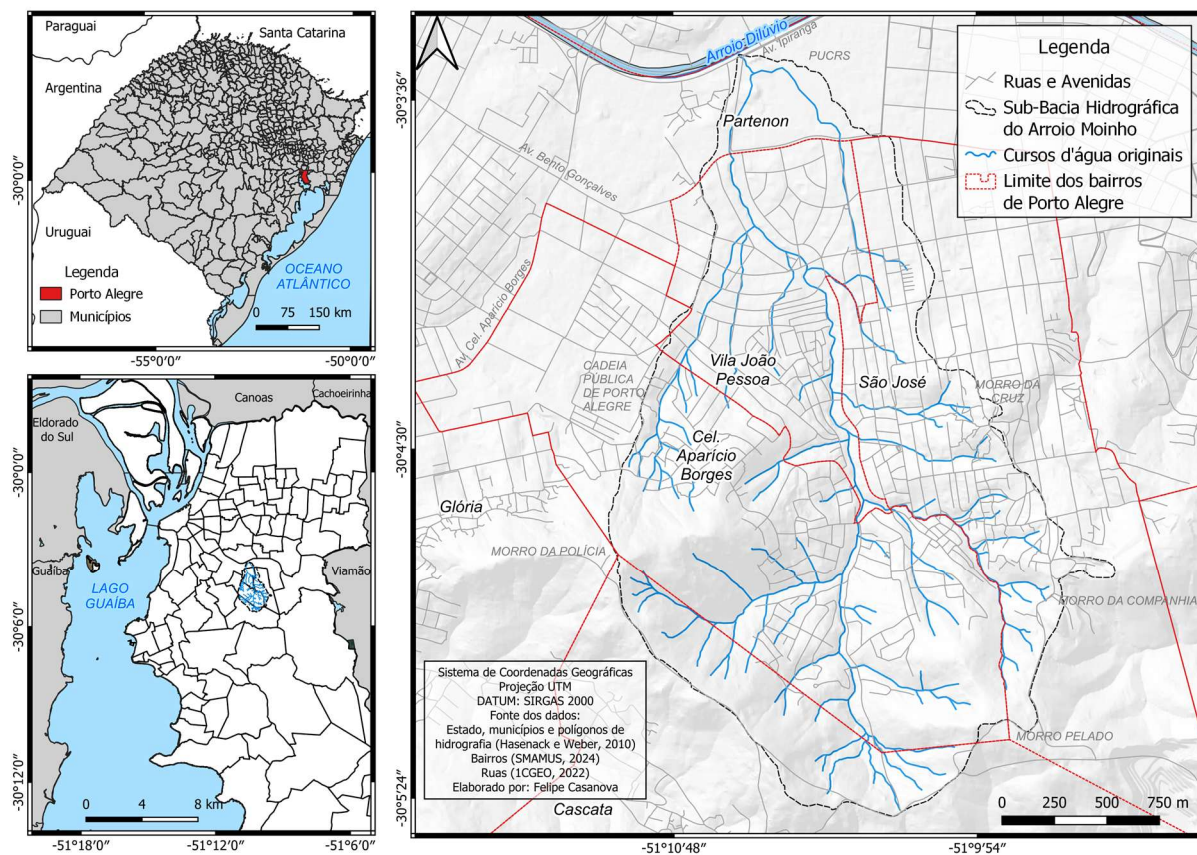 Paraguai
Santa Catarina
Argentina
Uruguai
Legenda
Porto Alegre
Municípios
OCEANO
ATLÂNTICO
0 75 150 km
-30°0'0"
-55°0'0"
-50°0'0"
Eldorado
do Sul
Canoas
Cachoeirinha
Guaíba
LAGO
GUAÍBA
Viamão
-30°0'0"
-30°6'0"
-30°12'0"
0 4 8 km
-51°18'0"
-51°12'0"
-51°6'0"
Arroio Dilúvio
Av. Ipiranga
PUCRS
Partenon
Av. Bento Gonçalves
Av. Cel. Aparício Borges
CADEIA
PÚBLICA
DE PORTO
ALEGRE
Vila João
Pessoa
São José
MORRO DA
CRUZ
Cel.
Aparício
Borges
Glória
MORRO DA POLÍCIA
MORRO DA COMPANHIA
MORRO PELADO
Cascata
Legenda
Ruas e Avenidas
Sub-Bacia Hidrográfica
do Arroio Moinho
Cursos d'água originais
Limite dos bairros
de Porto Alegre
Sistema de Coordenadas Geográficas
Projeção UTM
DATUM: SIRGAS 2000
Fonte dos dados:
Estado, municípios e polígonos de
hidrografia (Hasenack e Weber, 2010)
Bairros (SMAMUS, 2024)
Ruas (1CGEO, 2022)
Elaborado por: Felipe Casanova
0 250 500 750 m
-30°3'36"
-30°4'30"
-30°5'24"
-51°10'48"
-51°9'54"